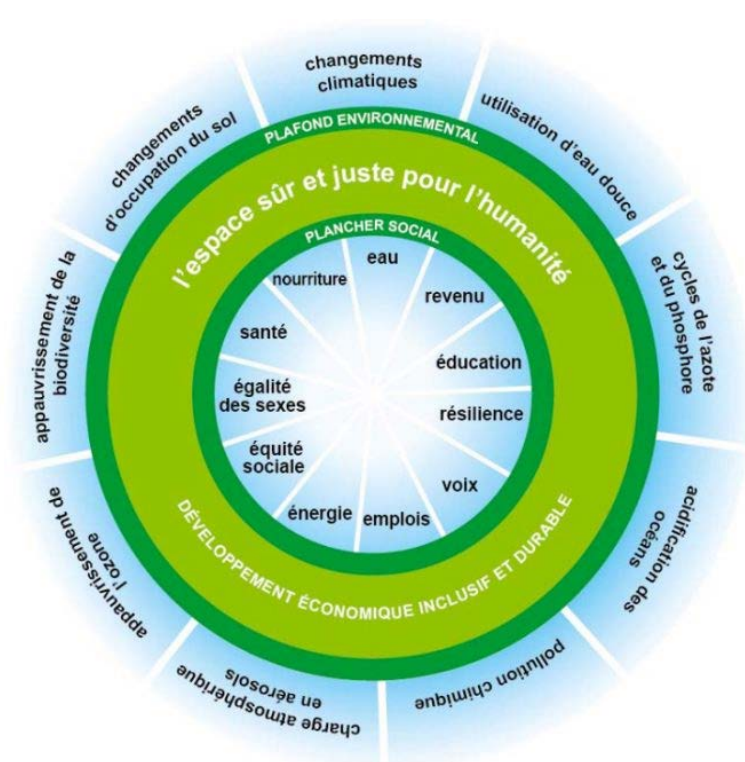 changements
climatiques
utilisation d'eau douce
cycles de l'azote
et du phosphore
acidification des
océans
pollution chimique
charge atmosphérique
en aérosols
appauvrissement de
l'ozone
appauvrissement de la
biodiversité
changements
d'occupation du sol
PLAFOND ENVIRONNEMENTAL
l'espace sûr et juste pour l'humanité
PLANCHER SOCIAL
eau
revenu
éducation
résilience
voix
emplois
énergie
équité
sociale
égalité
des sexes
santé
nourriture
DÉVELOPPEMENT ÉCONOMIQUE INCLUSIF ET DURABLE